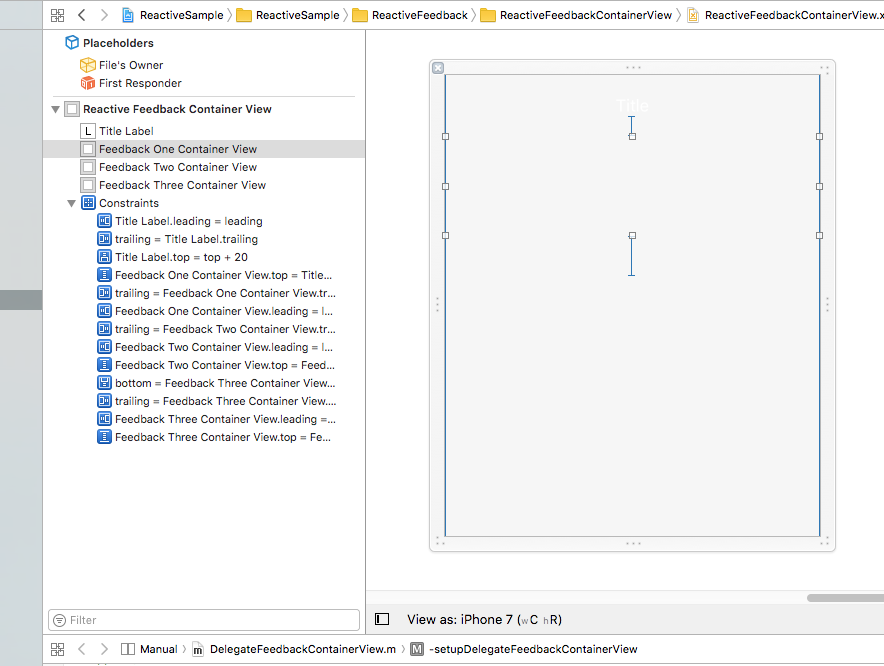 ReactiveSample ReactiveSample ReactiveFeedback ReactiveFeedbackContainerView ReactiveFeedbackContainerView.x
Placeholders
File's Owner
First Responder
Reactive Feedback Container View
L Title Label
Feedback One Container View
Feedback Two Container View
Feedback Three Container View
Constraints
Title Label.leading = leading
trailing = Title Label.trailing
Title Label.top = top + 20
Feedback One Container View.top = Title...
trailing = Feedback One Container View.tr...
Feedback One Container View.leading = l...
trailing = Feedback Two Container View.tr...
Feedback Two Container View.leading = l...
Feedback Two Container View.top = Feed...
bottom = Feedback Three Container View...
trailing = Feedback Three Container View....
Feedback Three Container View.leading =...
Feedback Three Container View.top = Fe...
Title
Filter
View as: iPhone 7 (wC hR)
Manual m DelegateFeedbackContainerView.m M -setupDelegateFeedbackContainerView